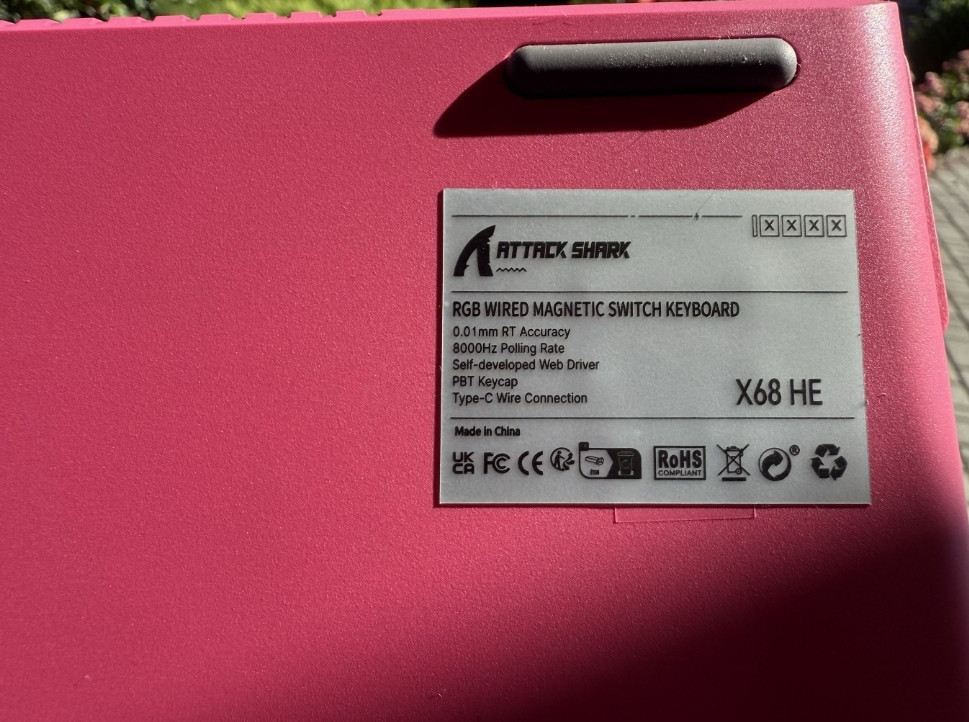 X X X X
ATTACK SHARK
RGB WIRED MAGNETIC SWITCH KEYBOARD
0.01mm RT Accuracy
8000Hz Polling Rate
Self-developed Web Driver
PBT Keycap
Type-C Wire Connection
X68 HE
Made in China
UK
CA
FC CE
RoHS
COMPLIANT
®